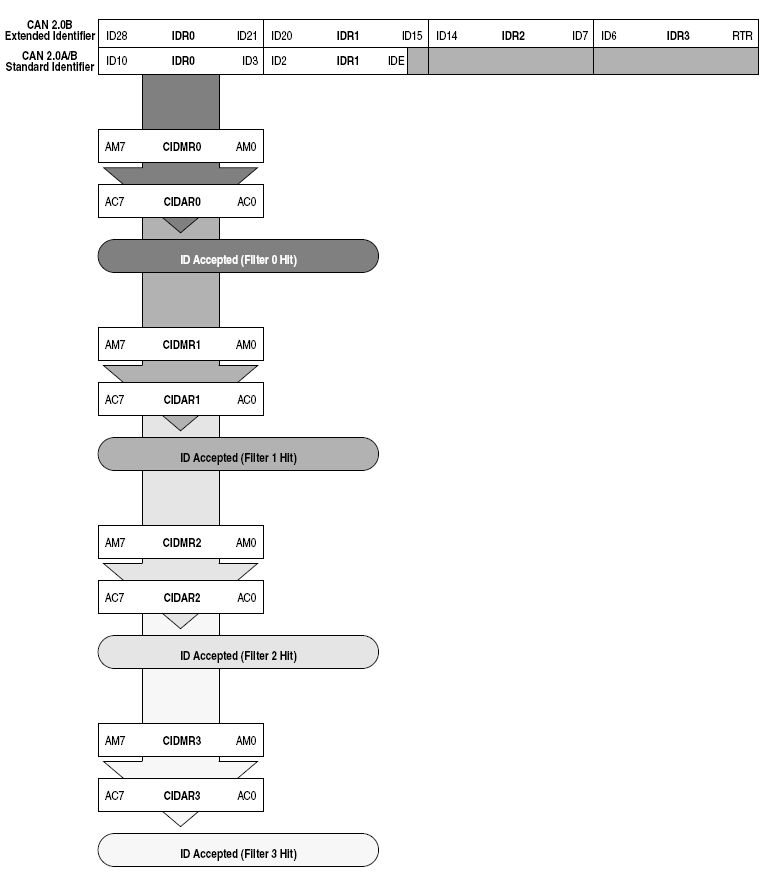 CAN 2.0B
Extended Identifier ID28 IDR0 ID21 ID20 IDR1 ID15 ID14 IDR2 ID7 ID6 IDR3 RTR
CAN 2.0A/B
Standard Identifier ID10 IDR0 ID3 ID2 IDR1 IDE
AM7 CIDMR0 AM0
AC7 CIDAR0 AC0
ID Accepted (Filter 0 Hit)
AM7 CIDMR1 AM0
AC7 CIDAR1 AC0
ID Accepted (Filter 1 Hit)
AM7 CIDMR2 AM0
AC7 CIDAR2 AC0
ID Accepted (Filter 2 Hit)
AM7 CIDMR3 AM0
AC7 CIDAR3 AC0
ID Accepted (Filter 3 Hit)